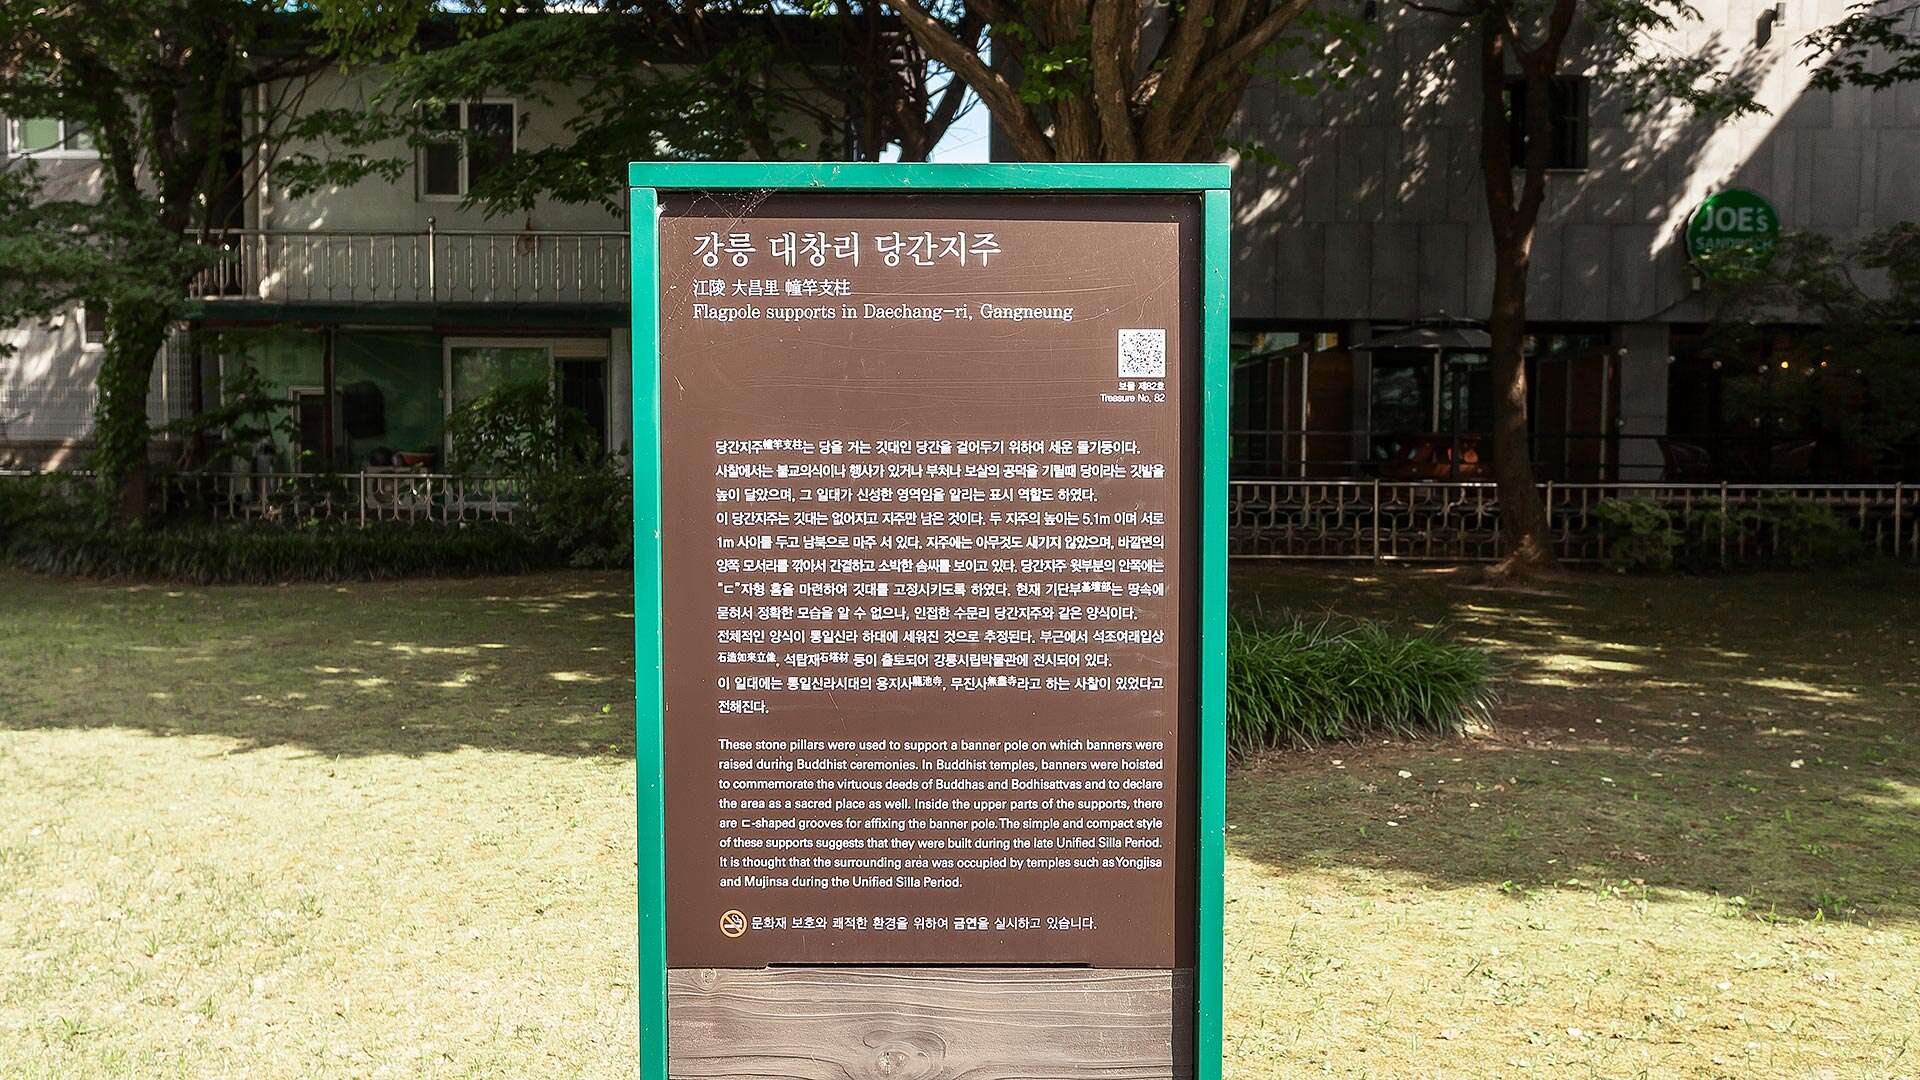 강릉 대창리 당간지주
江陵 大昌里 幢竿支柱
Flagpole supports in Daechang-ri, Gangneung
보물 제82호
Treasure No. 82
당간지주幢竿支柱는 당을 거는 깃대인 당간을 걸어두기 위하여 세운 돌기둥이다.
사찰에서는 불교의식이나 행사가 있거나 부처나 보살의 공덕을 기릴때 당이라는 깃발을
높이 달았으며, 그 일대가 신성한 영역임을 알리는 표시 역할도 하였다.
이 당간지주는 깃대는 없어지고 지주만 남은 것이다. 두 지주의 높이는 5.1m 이며 서로
1m 사이를 두고 남북으로 마주 서 있다. 지주에는 아무것도 새기지 않았으며, 바깥면의
양쪽 모서리를 깎아서 간결하고 소박한 솜씨를 보이고 있다. 당간지주 윗부분의 안쪽에는
“ㄷ”자형 홈을 마련하여 깃대를 고정시키도록 하였다. 현재 기단부基壇部는 땅속에
묻혀서 정확한 모습을 알 수 없으나, 인접한 수문리 당간지주와 같은 양식이다.
전체적인 양식이 통일신라 하대에 세워진 것으로 추정된다. 부근에서 석조여래입상
石造如來立像, 석탑재石塔材 등이 출토되어 강릉시립박물관에 전시되어 있다.
이 일대에는 통일신라시대의 용지사龍池寺, 무진사無盡寺라고 하는 사찰이 있었다고
전해진다.
These stone pillars were used to support a banner pole on which banners were
raised during Buddhist ceremonies. In Buddhist temples, banners were hoisted
to commemorate the virtuous deeds of Buddhas and Bodhisattvas and to declare
the area as a sacred place as well. Inside the upper parts of the supports, there
are ㄷ-shaped grooves for affixing the banner pole. The simple and compact style
of these supports suggests that they were built during the late Unified Silla Period.
It is thought that the surrounding area was occupied by temples such as Yongjisa
and Mujinsa during the Unified Silla Period.
문화재 보호와 쾌적한 환경을 위하여 금연을 실시하고 있습니다.
JOE's
SANDWICH